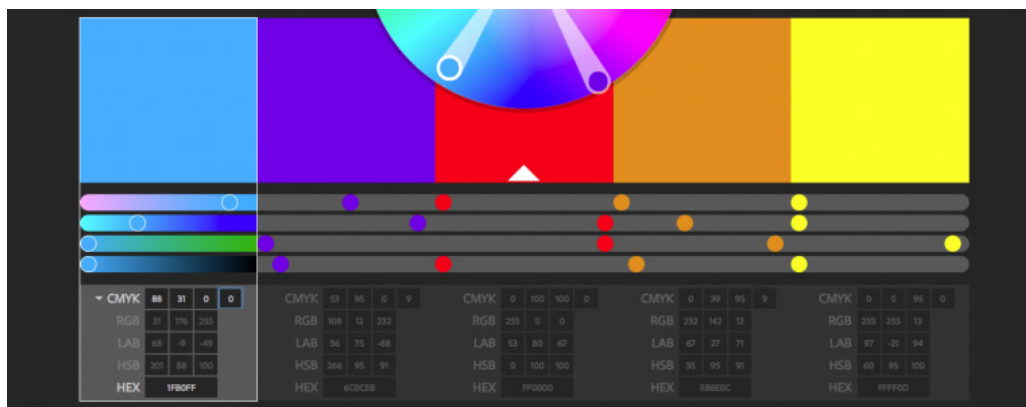 CMYK 88 31 0 0 CMYK 53 95 0 9 CMYK 0 100 100 0 CMYK 0 39 95 9 CMYK 0 0 95 0
RGB 31 176 255 RGB 108 12 232 RGB 255 0 0 RGB 232 142 12 RGB 255 255 13
LAB 68 -9 -49 LAB 36 75 -88 LAB 53 80 67 LAB 67 27 71 LAB 97 -21 94
HSB 201 88 100 HSB 266 95 91 HSB 0 100 100 HSB 35 95 91 HSB 60 95 100
HEX 1FB0FF HEX 6C0CE8 HEX FF0000 HEX E88E0C HEX FFFF0D